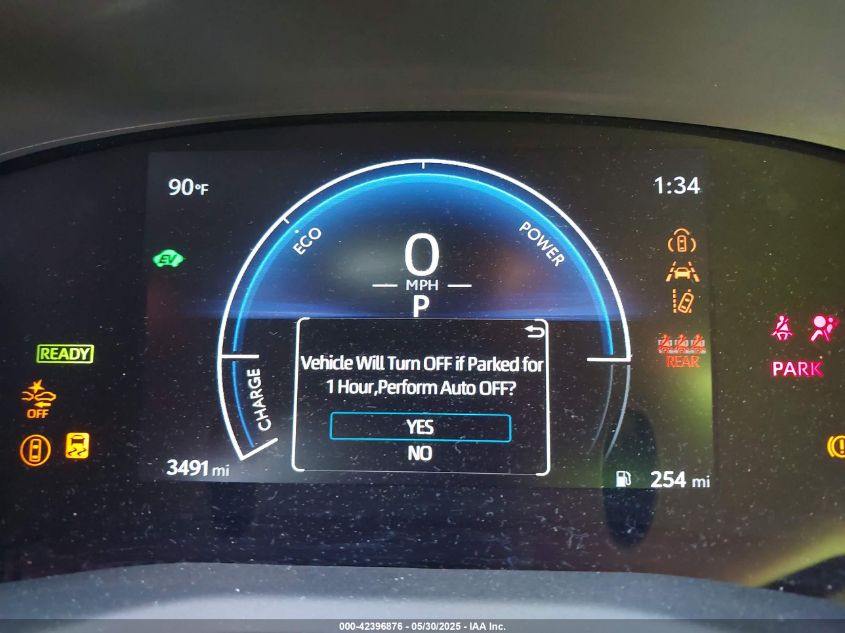 90°F
1:34
ECO
POWER
EV
0
MPH
P
READY
Vehicle Will Turn OFF if Parked for
1 Hour,Perform Auto OFF?
YES
NO
REAR
PARK
CHARGE
OFF
3491 mi
254 mi
000-42396876 - 05/30/2025 - IAA Inc.